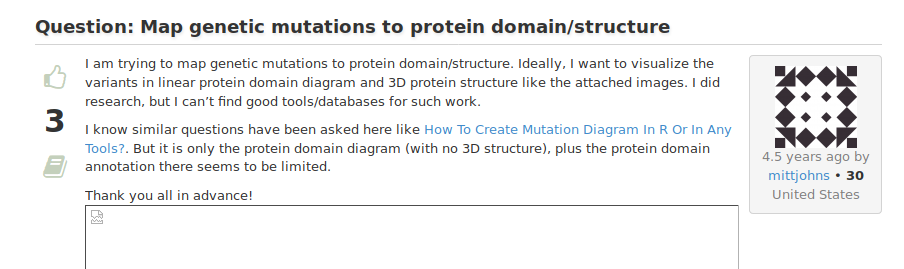 Question: Map genetic mutations to protein domain/structure
I am trying to map genetic mutations to protein domain/structure. Ideally, I want to visualize the
variants in linear protein domain diagram and 3D protein structure like the attached images. I did
research, but I can’t find good tools/databases for such work.
3
I know similar questions have been asked here like How To Create Mutation Diagram In R Or In Any
Tools?. But it is only the protein domain diagram (with no 3D structure), plus the protein domain
annotation there seems to be limited.
Thank you all in advance!
4.5 years ago by
mittjohns • 30
United States